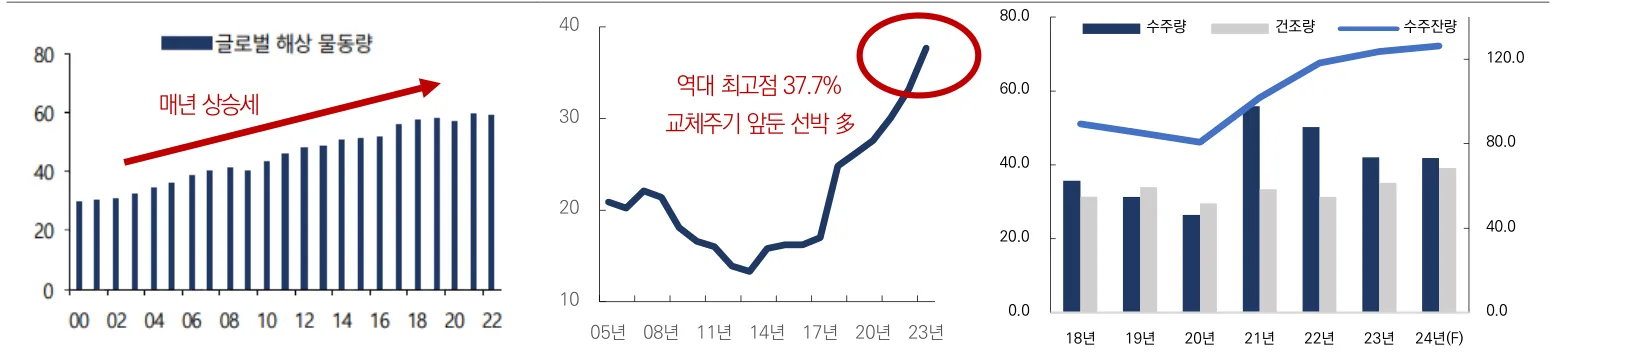 글로벌 해상 물동량
매년 상승세
80
60
40
20
0
00 02 04 06 08 10 12 14 16 18 20 22
40
30
20
10
역대 최고점 37.7%
교체주기 앞둔 선박 多
05년 08년 11년 14년 17년 20년 23년
수주량 건조량 수주잔량
80.0
60.0
40.0
20.0
0.0
120.0
80.0
40.0
0.0
18년 19년 20년 21년 22년 23년 24년(F)